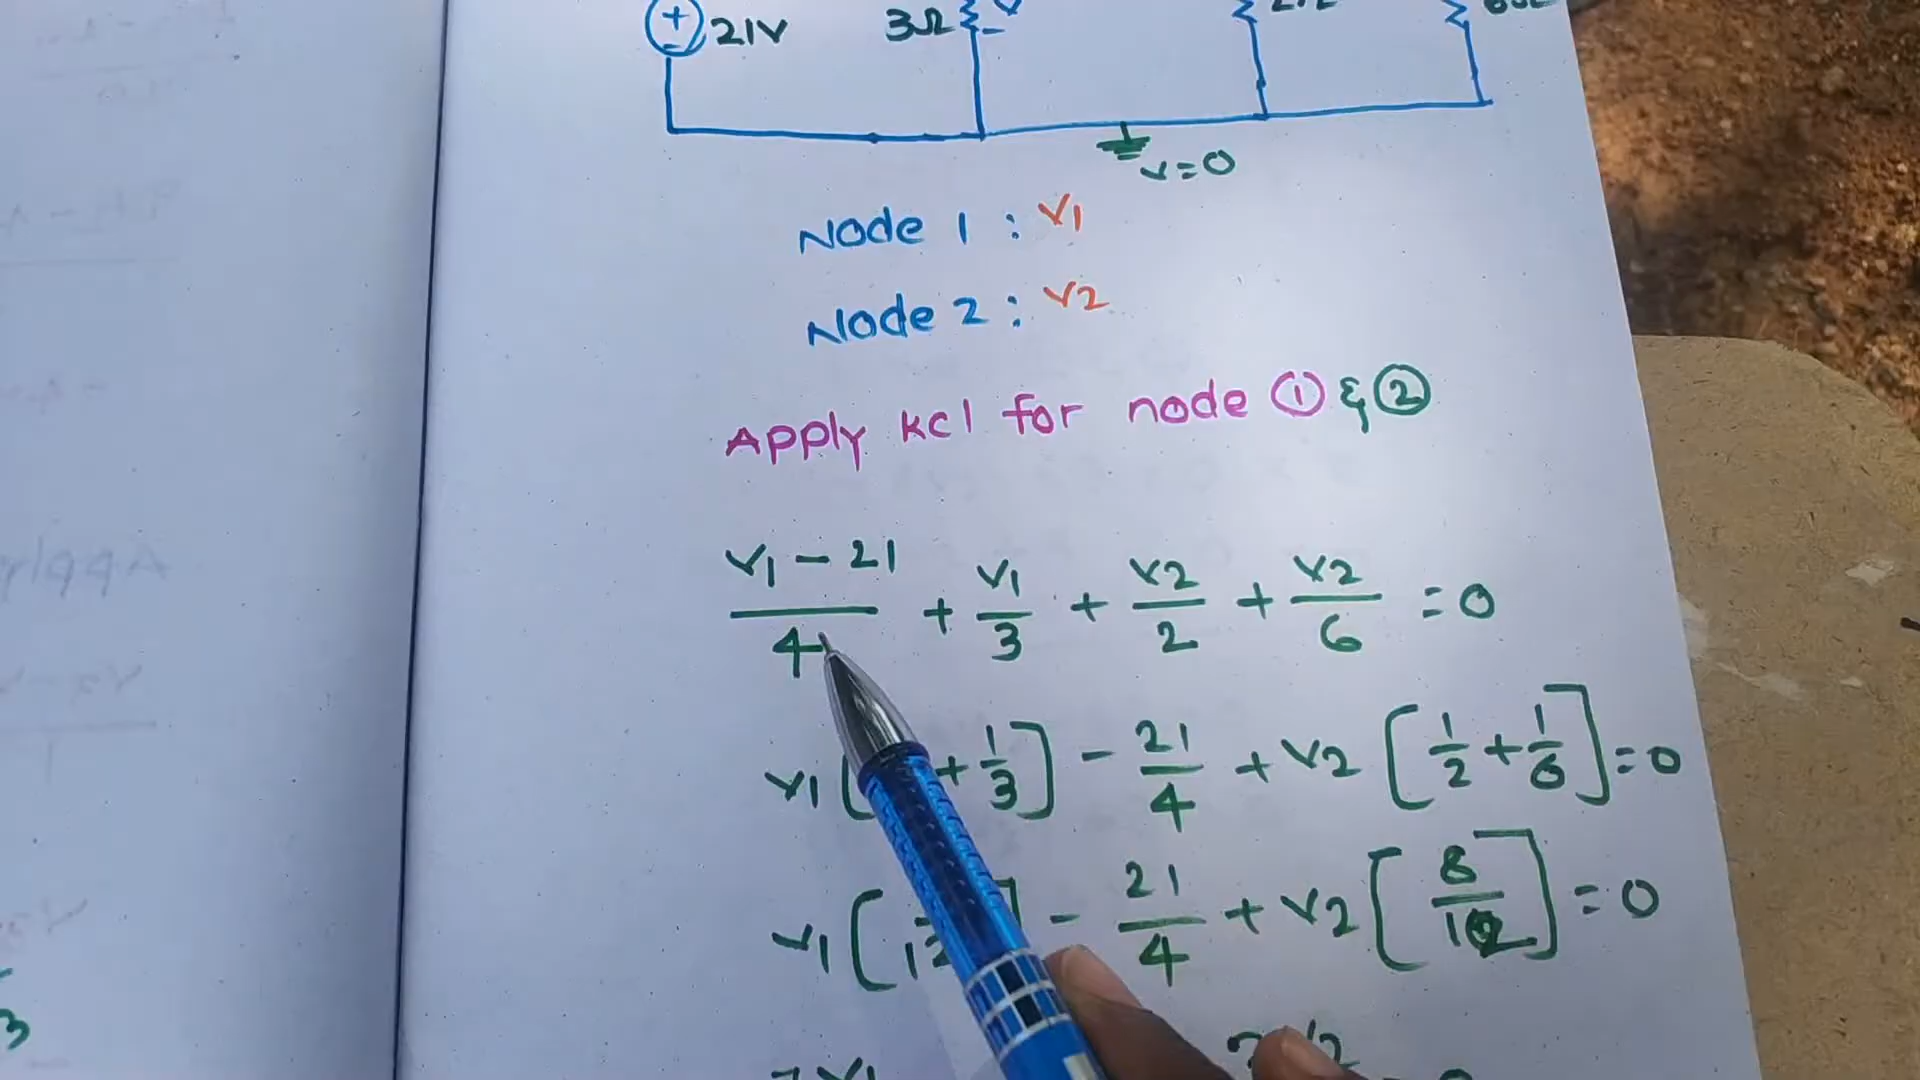 21V 3Ω
v=0
Node 1 : V1
Node 2 : V2
Apply kcl for node ① & ②
V1 - 21 / 4 + V1 / 3 + V2 / 2 + V2 / 6 = 0
V1 [ + 1/3 ] - 21/4 + V2 [ 1/2 + 1/6 ] = 0
V1 [ ] - 21/4 + V2 [ 8/12 ] = 0